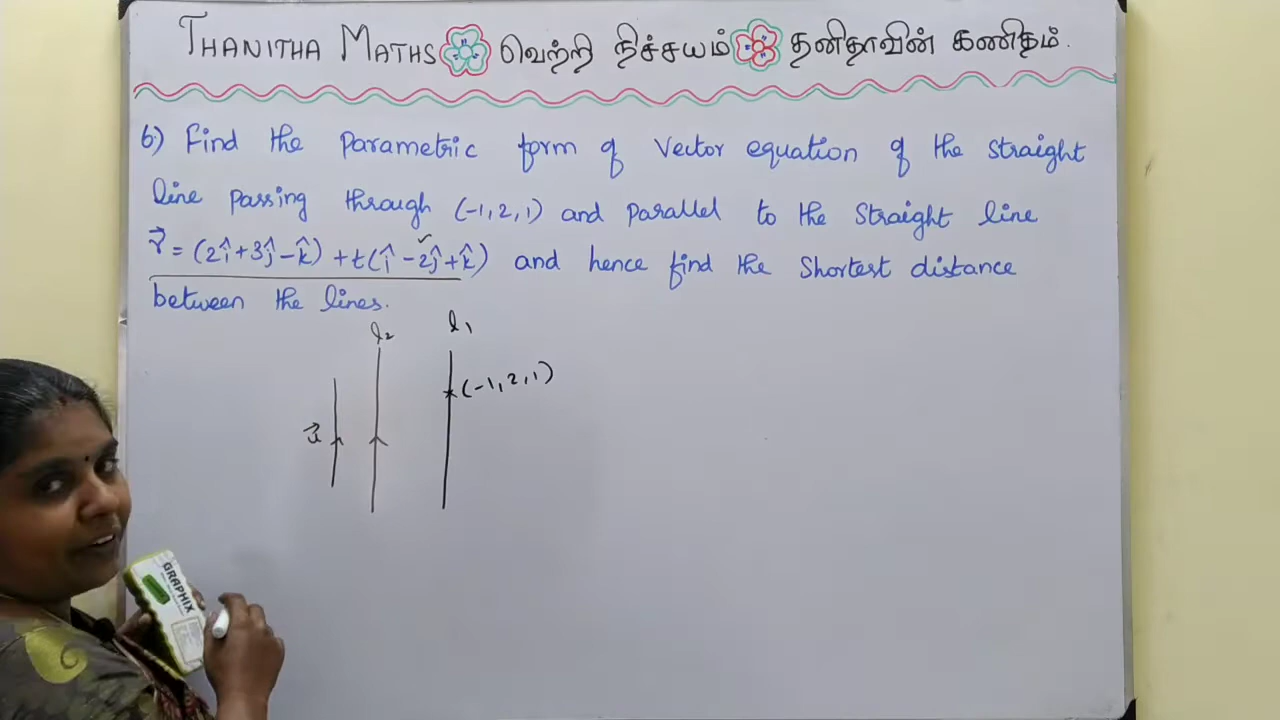 THANITHA MATHS வெற்றி நிச்சயம் தனிதாவின் கணிதம்.
6) Find the parametric form of vector equation of the straight
line passing through (-1, 2, 1) and parallel to the straight line
r⃗ = (2î+3ĵ-k̂) + t(î-2ĵ+k̂) and hence find the shortest distance
between the lines.
l₂ l₁
(-1, 2, 1)
u⃗
GRAPHIX